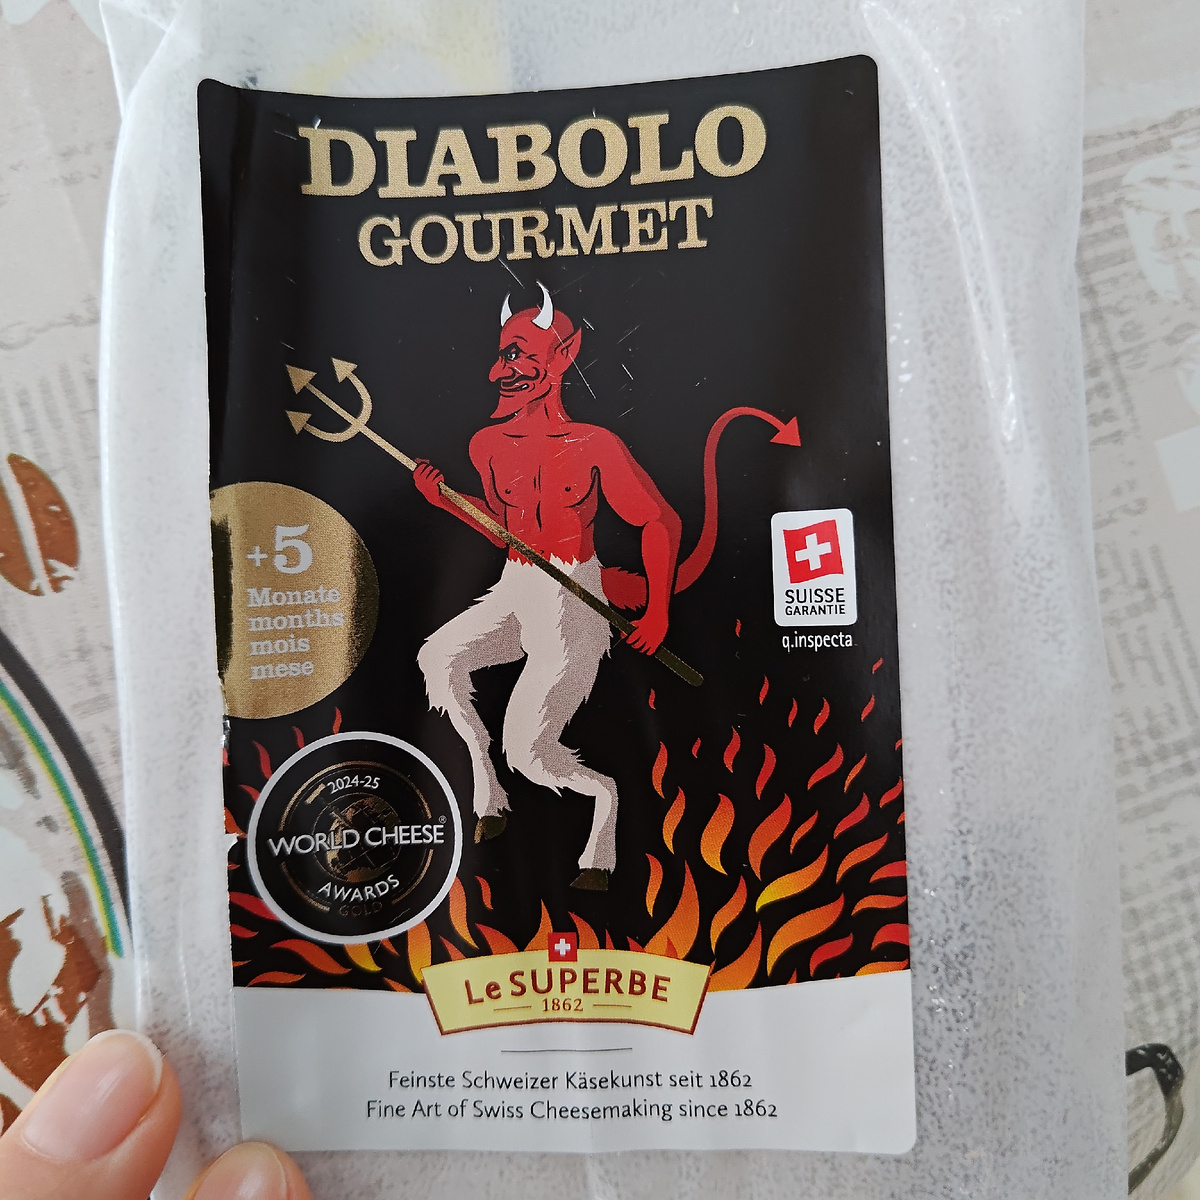 DIABOLO
GOURMET
+5
Monate
months
mois
mese
SUISSE
GARANTIE
q.inspecta
2024-25
WORLD CHEESE®
AWARDS
GOLD
Le SUPERBE
1862
Feinste Schweizer Käsekunst seit 1862
Fine Art of Swiss Cheesemaking since 1862